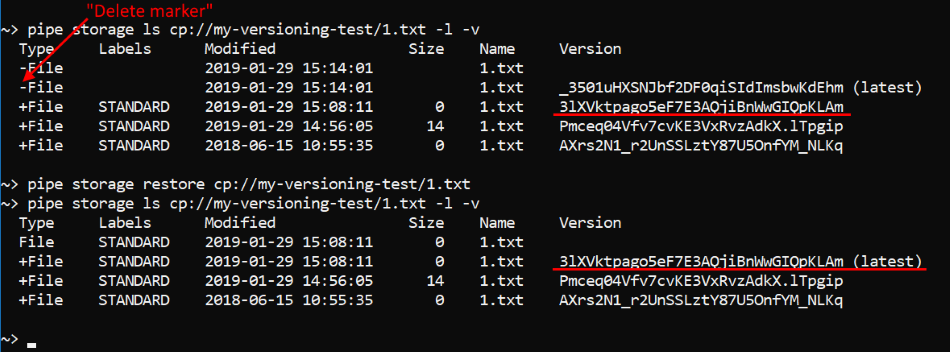 "Delete marker"
~> pipe storage ls cp://my-versioning-test/1.txt -l -v
Type Labels Modified Size Name Version
-File 2019-01-29 15:14:01 1.txt
-File 2019-01-29 15:14:01 1.txt _3501uHXSNJbf2DF0qiSIdImsbwKdEhm (latest)
+File STANDARD 2019-01-29 15:08:11 0 1.txt 3lXVktpago5eF7E3AQjiBnWwGIQpKLAm
+File STANDARD 2019-01-29 14:56:05 14 1.txt Pmceq04Vfv7cvKE3VxRvzAdkX.lTpgip
+File STANDARD 2018-06-15 10:55:35 0 1.txt AXrs2N1_r2UnSSLztY87U5OnfYM_NLKq
~> pipe storage restore cp://my-versioning-test/1.txt
~> pipe storage ls cp://my-versioning-test/1.txt -l -v
Type Labels Modified Size Name Version
File STANDARD 2019-01-29 15:08:11 0 1.txt
+File STANDARD 2019-01-29 15:08:11 0 1.txt 3lXVktpago5eF7E3AQjiBnWwGIQpKLAm (latest)
+File STANDARD 2019-01-29 14:56:05 14 1.txt Pmceq04Vfv7cvKE3VxRvzAdkX.lTpgip
+File STANDARD 2018-06-15 10:55:35 0 1.txt AXrs2N1_r2UnSSLztY87U5OnfYM_NLKq
~>